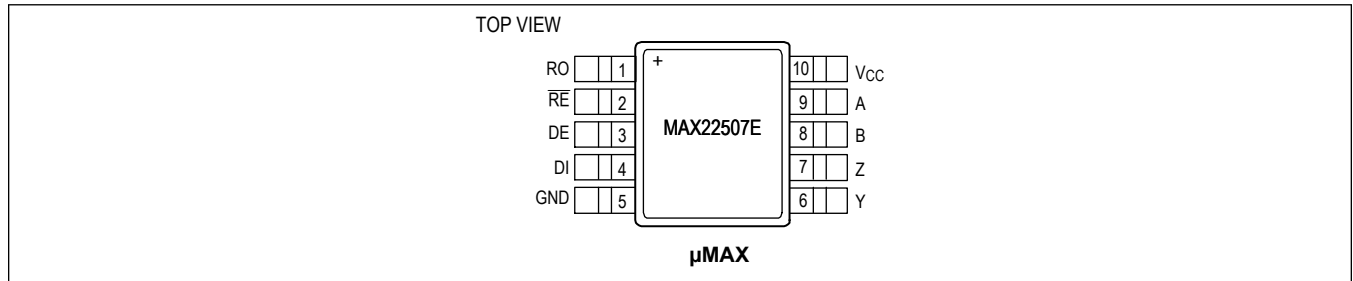 TOP VIEW
RO 1 + 10 VCC
RE 2 9 A
DE 3 MAX22507E 8 B
DI 4 7 Z
GND 5 6 Y
µMAX